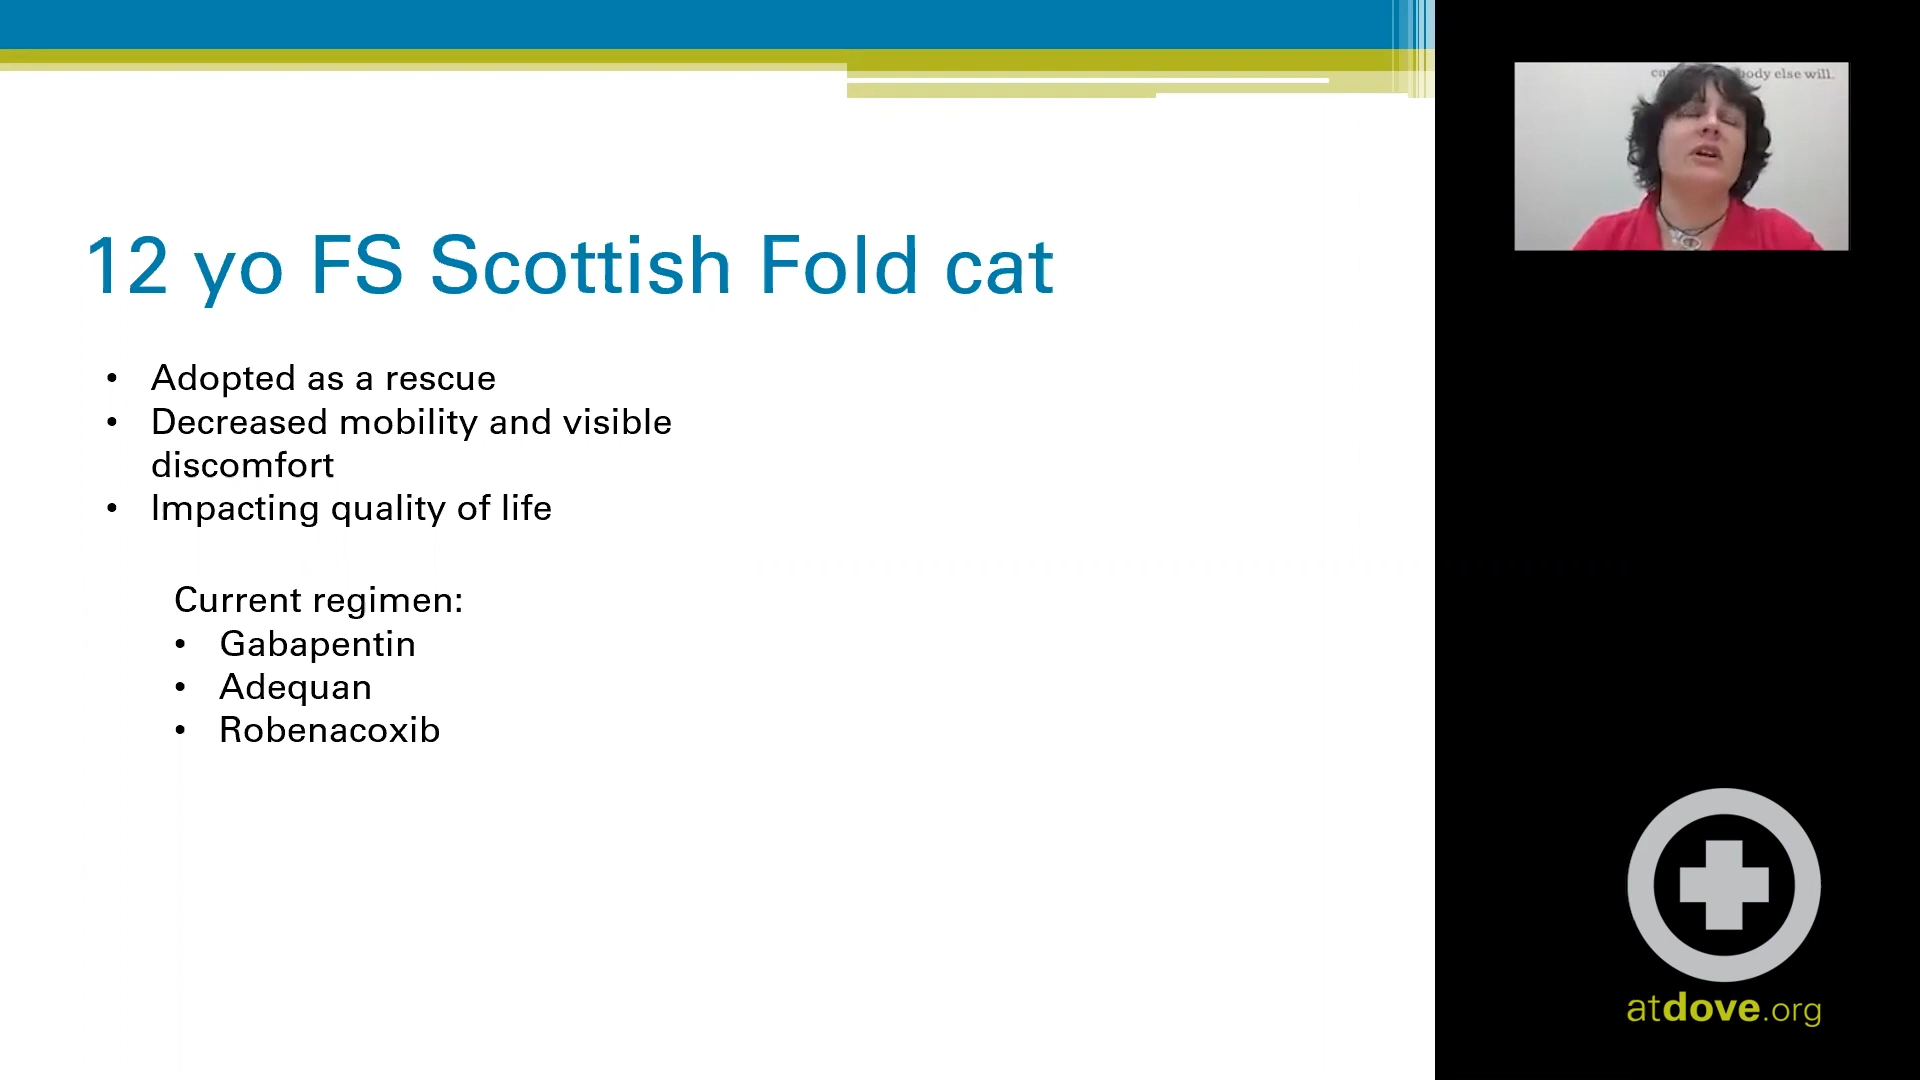 12 yo FS Scottish Fold cat
• Adopted as a rescue
• Decreased mobility and visible
discomfort
• Impacting quality of life
Current regimen:
• Gabapentin
• Adequan
• Robenacoxib
body else will.
atdove.org